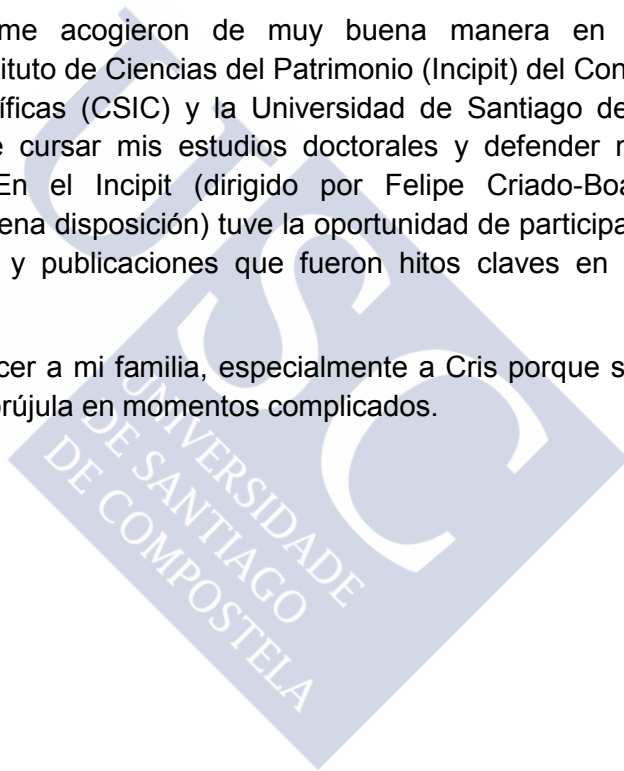 me acogieron de muy buena manera en
ituto de Ciencias del Patrimonio (Incipit) del Con
íficas (CSIC) y la Universidad de Santiago de
e cursar mis estudios doctorales y defender
En el Incipit (dirigido por Felipe Criado-Boa
ena disposición) tuve la oportunidad de participa
y publicaciones que fueron hitos claves en
cer a mi familia, especialmente a Cris porque s
rújula en momentos complicados.
USC
UNIVERSIDADE
DE SANTIAGO
DE COMPOSTELA